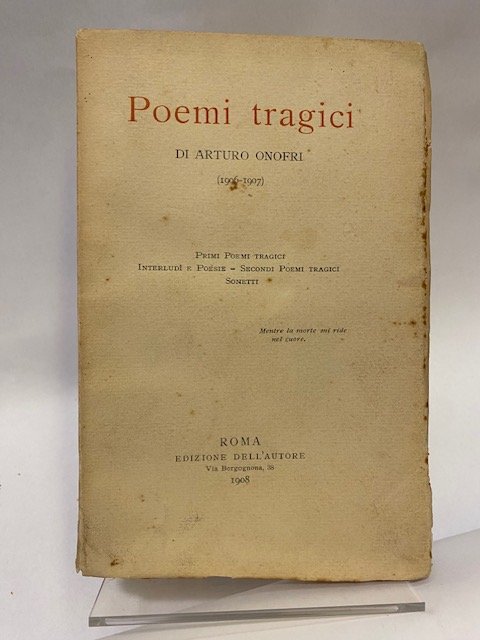 Poemi tragici
DI ARTURO ONOFRI
(1906-1907)
PRIMI POEMI TRAGICI
INTERLUDÌ E POESIE - SECONDI POEMI TRAGICI
SONETTI
Mentre la morte mi ride
nel cuore.
ROMA
EDIZIONE DELL'AUTORE
Via Borgognona, 38
1908